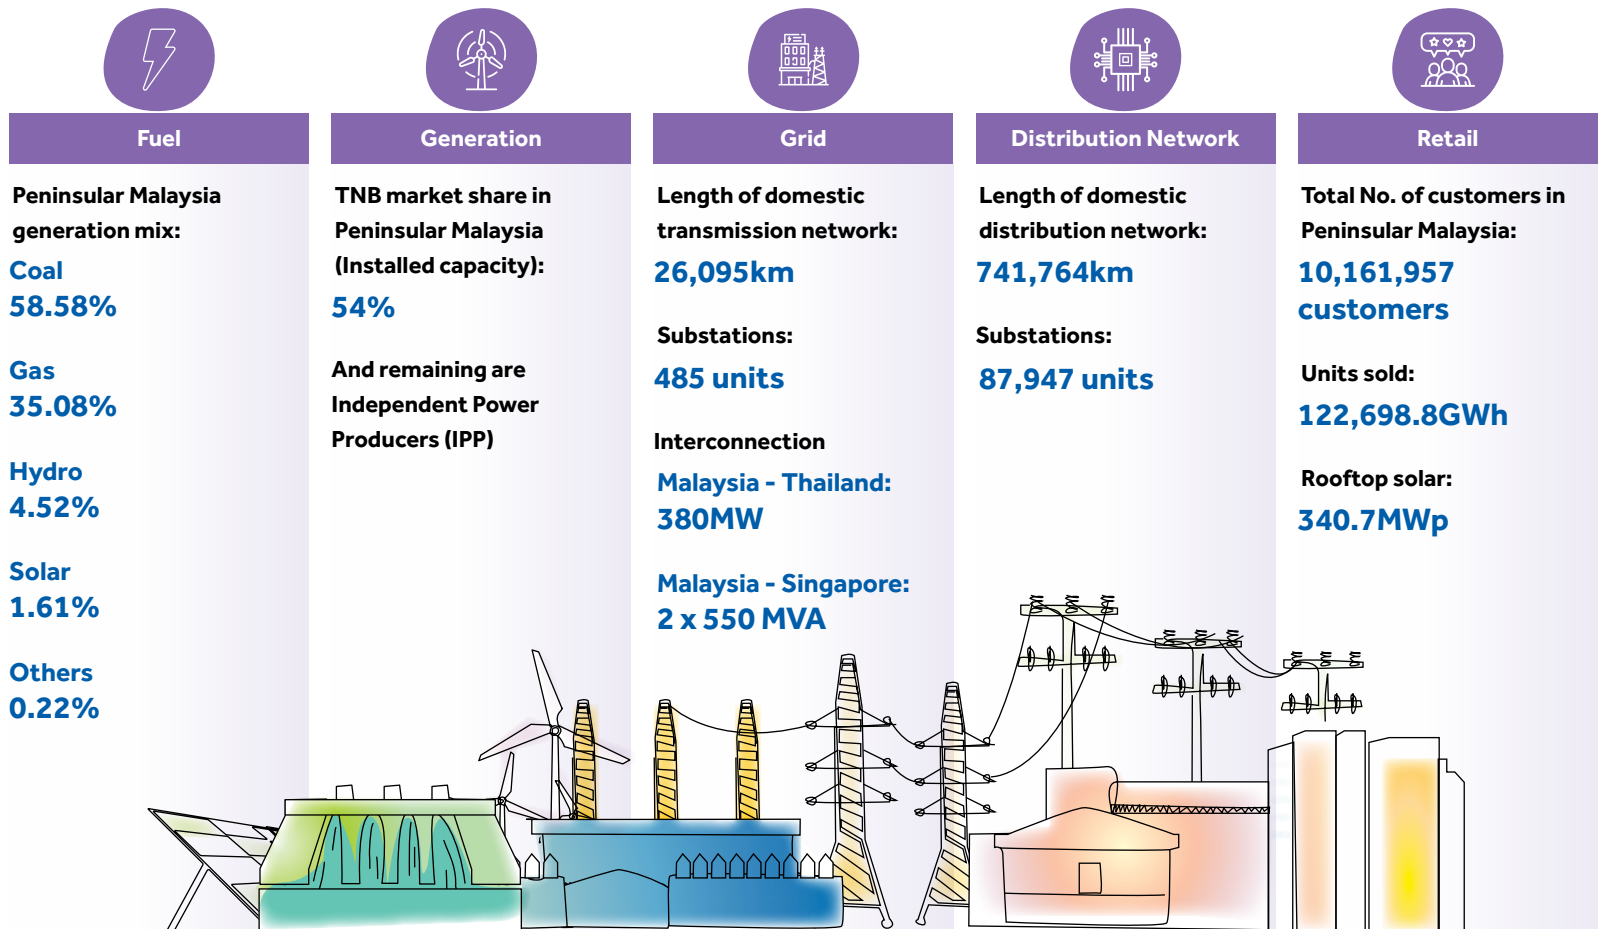 Fuel
Peninsular Malaysia
generation mix:
Coal
58.58%
Gas
35.08%
Hydro
4.52%
Solar
1.61%
Others
0.22%
Generation
TNB market share in
Peninsular Malaysia
(Installed capacity):
54%
And remaining are
Independent Power
Producers (IPP)
Grid
Length of domestic
transmission network:
26,095km
Substations:
485 units
Interconnection
Malaysia - Thailand:
380MW
Malaysia - Singapore:
2 x 550 MVA
Distribution Network
Length of domestic
distribution network:
741,764km
Substations:
87,947 units
Retail
Total No. of customers in
Peninsular Malaysia:
10,161,957
customers
Units sold:
122,698.8GWh
Rooftop solar:
340.7MWp